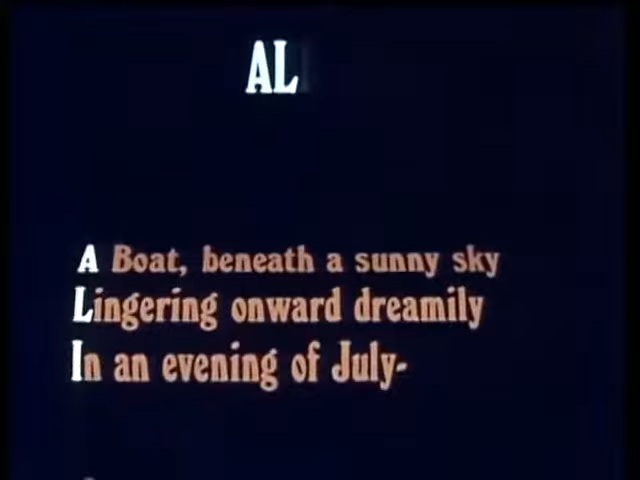 AL
A Boat, beneath a sunny sky
Lingering onward dreamily
In an evening of July-